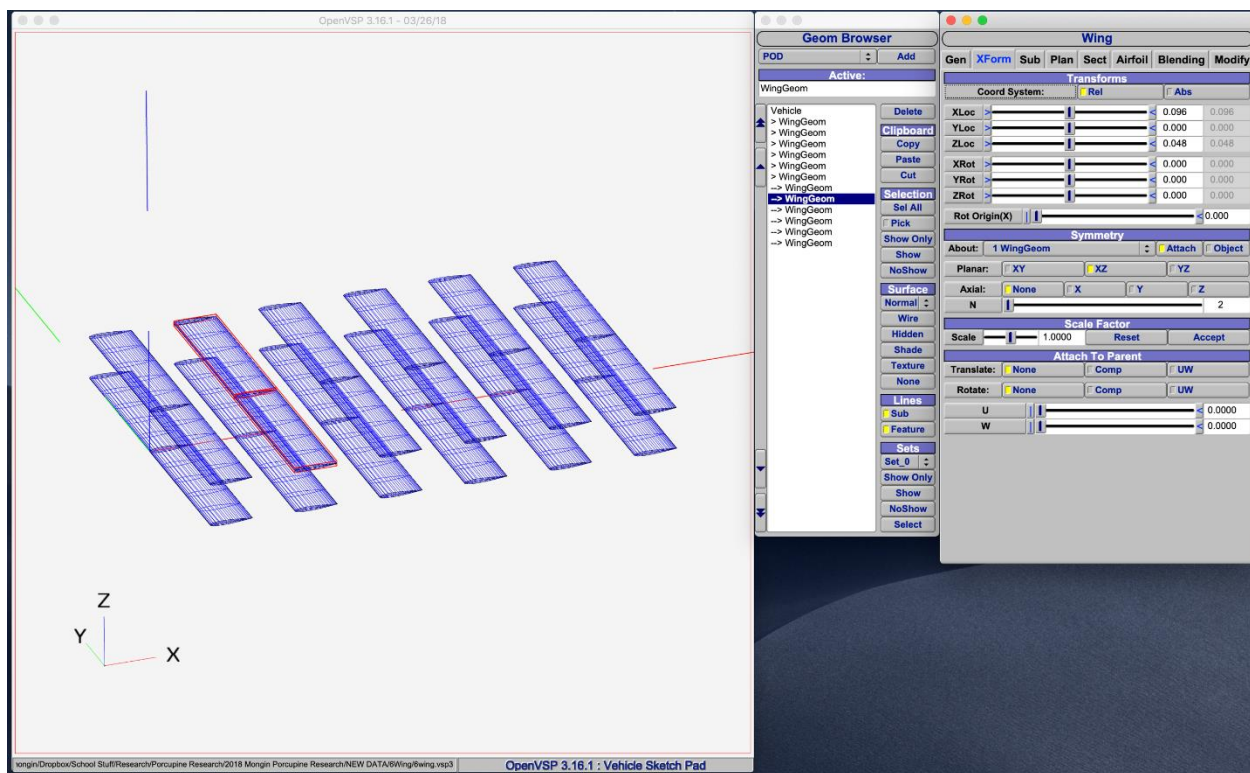 OpenVSP 3.16.1 - 03/26/18
Z
Y
X
ongin/Dropbox/School Stuff/Research/Porcupine Research/2018 Mongin Porcupine Research/NEW DATA/6Wing/6wing.vsp3
OpenVSP 3.16.1 : Vehicle Sketch Pad
Geom Browser
POD
Add
Active:
WingGeom
Vehicle
> WingGeom
> WingGeom
> WingGeom
> WingGeom
> WingGeom
> WingGeom
--> WingGeom
--> WingGeom
--> WingGeom
--> WingGeom
--> WingGeom
--> WingGeom
Delete
Clipboard
Copy
Paste
Cut
Selection
Sel All
Pick
Show Only
Show
NoShow
Surface
Normal
Wire
Hidden
Shade
Texture
None
Lines
Sub
Feature
Sets
Set_0
Show Only
Show
NoShow
Select
Wing
Gen XForm Sub Plan Sect Airfoil Blending Modify
Transforms
Coord System: Rel Abs
XLoc > < 0.096 0.096
YLoc > < 0.000 0.000
ZLoc > < 0.048 0.048
XRot > < 0.000 0.000
YRot > < 0.000 0.000
ZRot > < 0.000 0.000
Rot Origin(X) | < 0.000
Symmetry
About: 1 WingGeom Attach Object
Planar: XY XZ YZ
Axial: None X Y Z
N 2
Scale Factor
Scale 1.0000 Reset Accept
Attach To Parent
Translate: None Comp UW
Rotate: None Comp UW
U | < 0.0000
W | < 0.0000